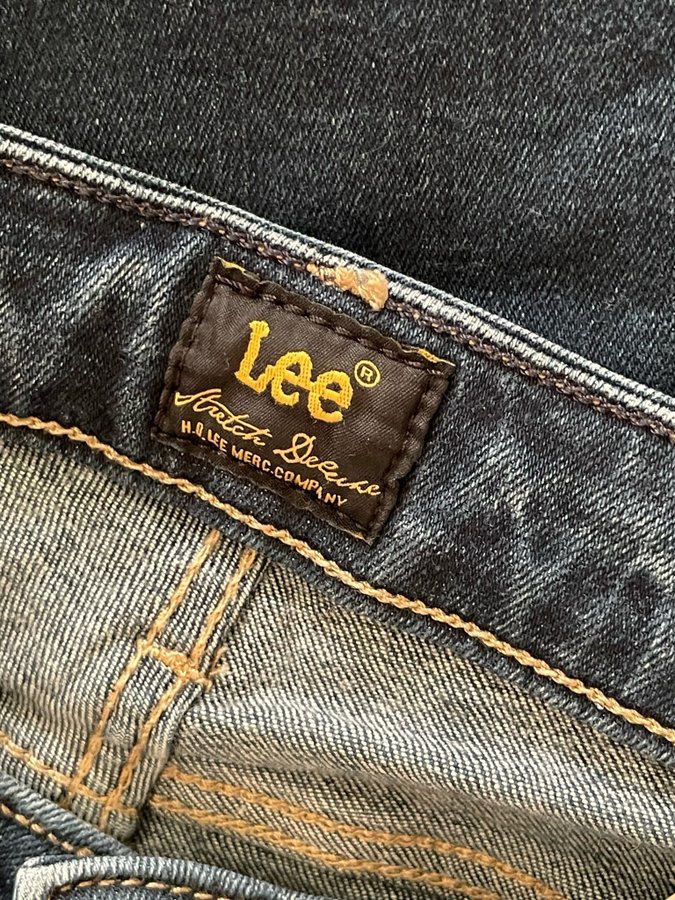 Lee®
Stretch Deluxe
H.D. LEE MERC. COMPANY